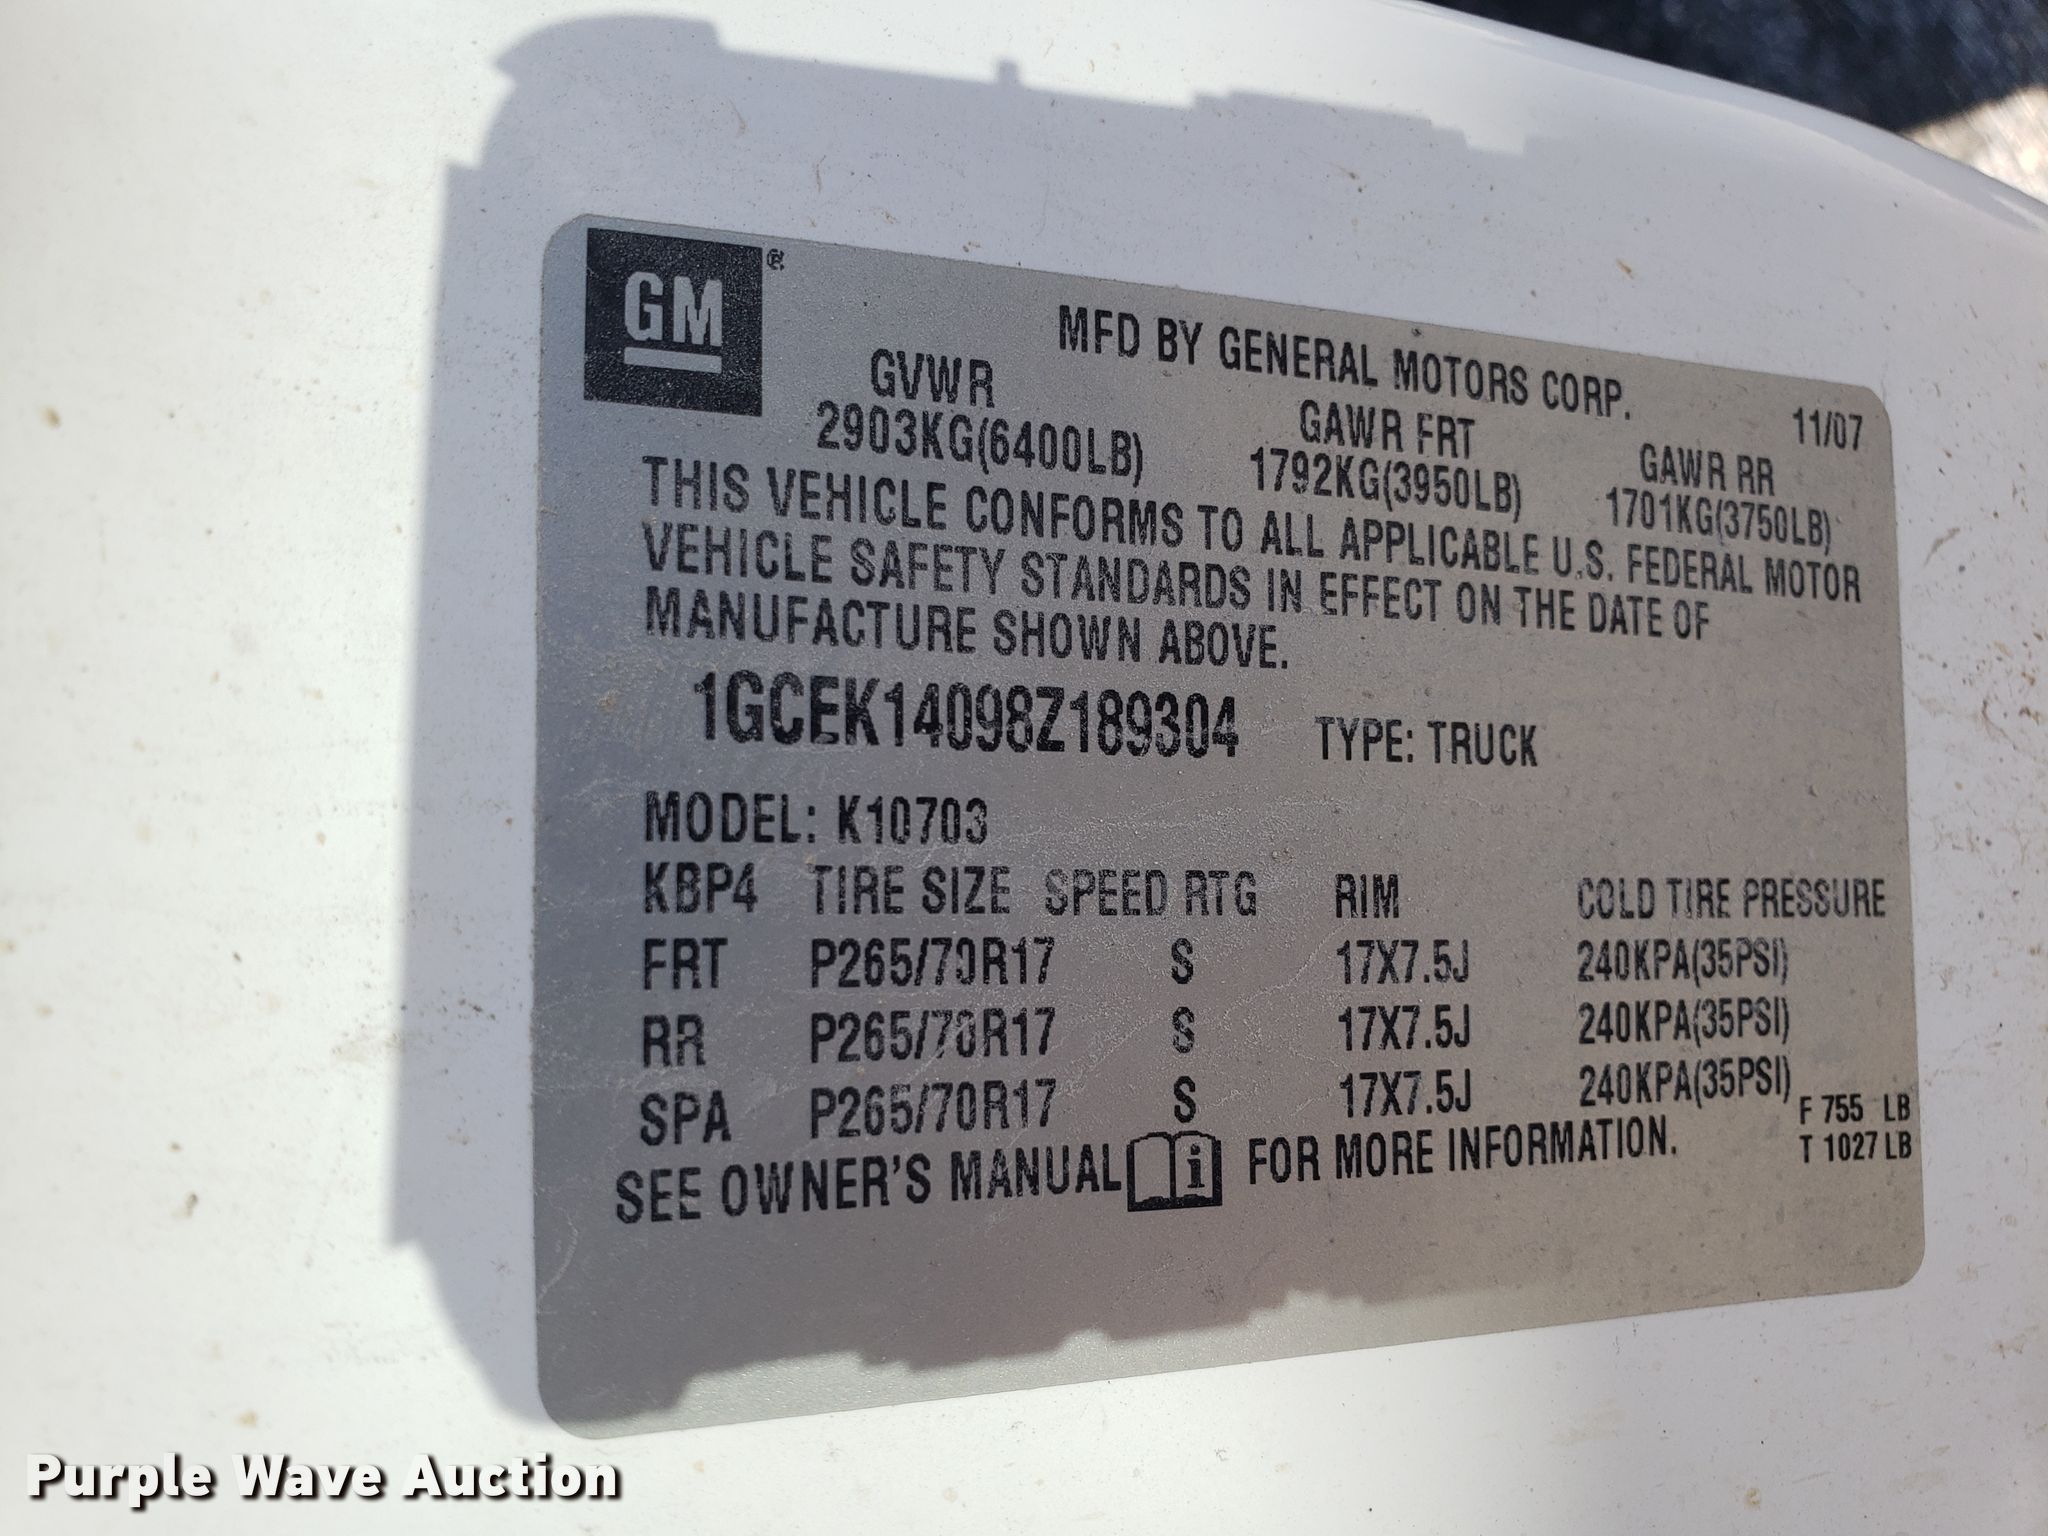 GM®
MFD BY GENERAL MOTORS CORP.
11/07
GVWR GAWR FRT GAWR RR
2903KG(6400LB) 1792KG(3950LB) 1701KG(3750LB)
THIS VEHICLE CONFORMS TO ALL APPLICABLE U.S. FEDERAL MOTOR
VEHICLE SAFETY STANDARDS IN EFFECT ON THE DATE OF
MANUFACTURE SHOWN ABOVE.
1GCEK14098Z189304 TYPE: TRUCK
MODEL: K10703
KBP4 TIRE SIZE SPEED RTG RIM COLD TIRE PRESSURE
FRT P265/70R17 S 17X7.5J 240KPA(35PSI)
RR P265/70R17 S 17X7.5J 240KPA(35PSI)
SPA P265/70R17 S 17X7.5J 240KPA(35PSI)
F 755 LB
T 1027 LB
SEE OWNER'S MANUAL i FOR MORE INFORMATION.
Purple Wave Auction